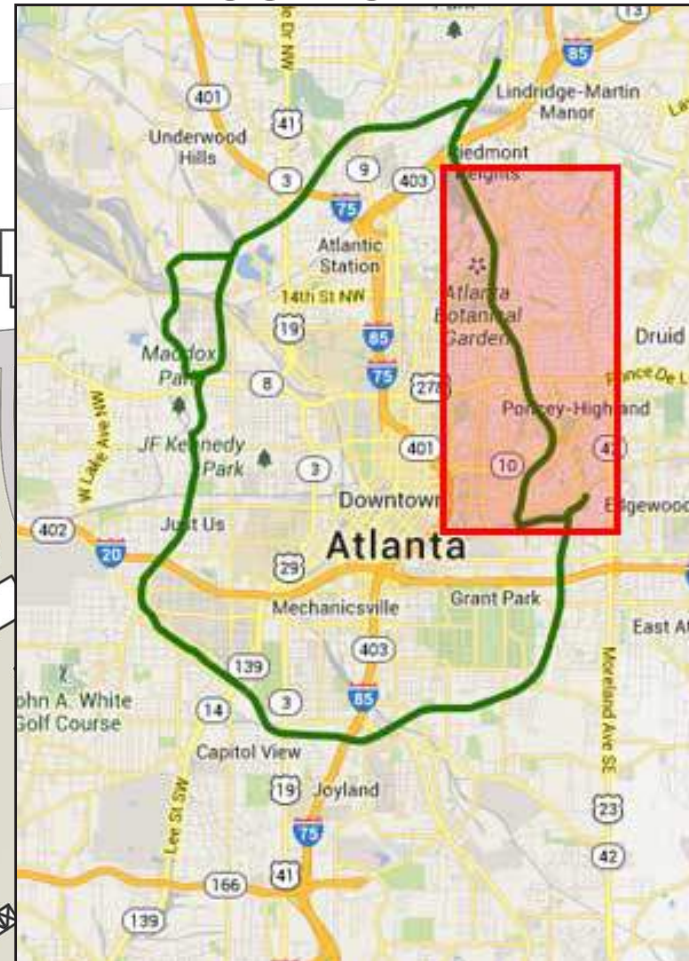 13
85
401
41
Lindridge-Martin
Manor
Underwood
Hills
9
3
403
Piedmont
Heights
75
Atlantic
Station
14th St NW
Atlanta
Botanical
Garden
19
85
Druid
Maddox
Park
75
8
278
Poncey-Highland
W Lake Ave NW
JF Kennedy
Park
401
42
10
3
Downtown
Edgewood
402
Just Us
20
Atlanta
29
Mechanicsville
Grant Park
East At
403
139
85
ohn A. White
Golf Course
14
3
Moreland Ave SE
Capitol View
19
Joyland
Lee St SW
75
23
42
166
41
139